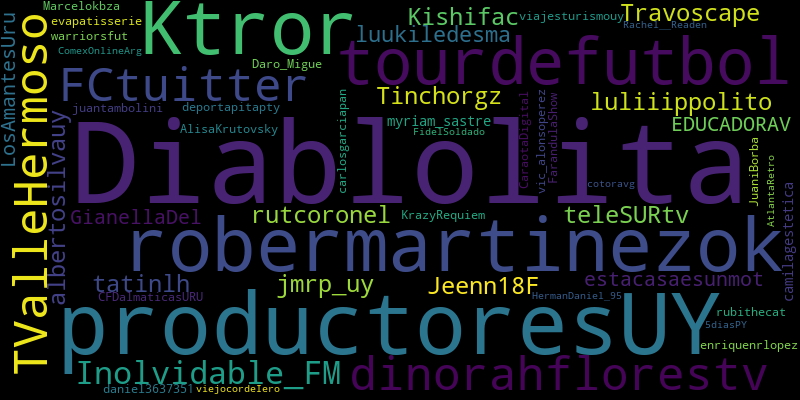 Marcelokbza
evapatisserie
warriorsfut
ComexOnlineArg
Ktror
Kishifac
viajesturismouy
Travoscape
Rachel__Readen
luukiledesma
Daro_Migue
tourdefutbol
LosAmantesUru
TValleHermoso
FCtuitter
juantambolini
deportapitapty
AlisaKrutovsky
carlosgarciapan
Tinchorgz
myriam_sastre
FidelSoldado
CaraotaDigital
vic_alonsoperez
FarandulaShow
luliiippolito
EDUCADORAV
JuaniBorba
AtlantaRetro
albertosilvauy
Diablolita
cotoravg
camilagestetica
GianellaDel
rutcoronel
KrazyRequiem
teleSURtv
robermartinezok
tatinlh
CFDalmaticasURU
jmrp_uy
Jeenn18F
estacasaesunmot
HermanDaniel_95
productoresUY
rubithecat
5diasPY
enriquenrlopez
Inolvidable_FM
dinorahflorestv
daniel3637351
viejocordeIero